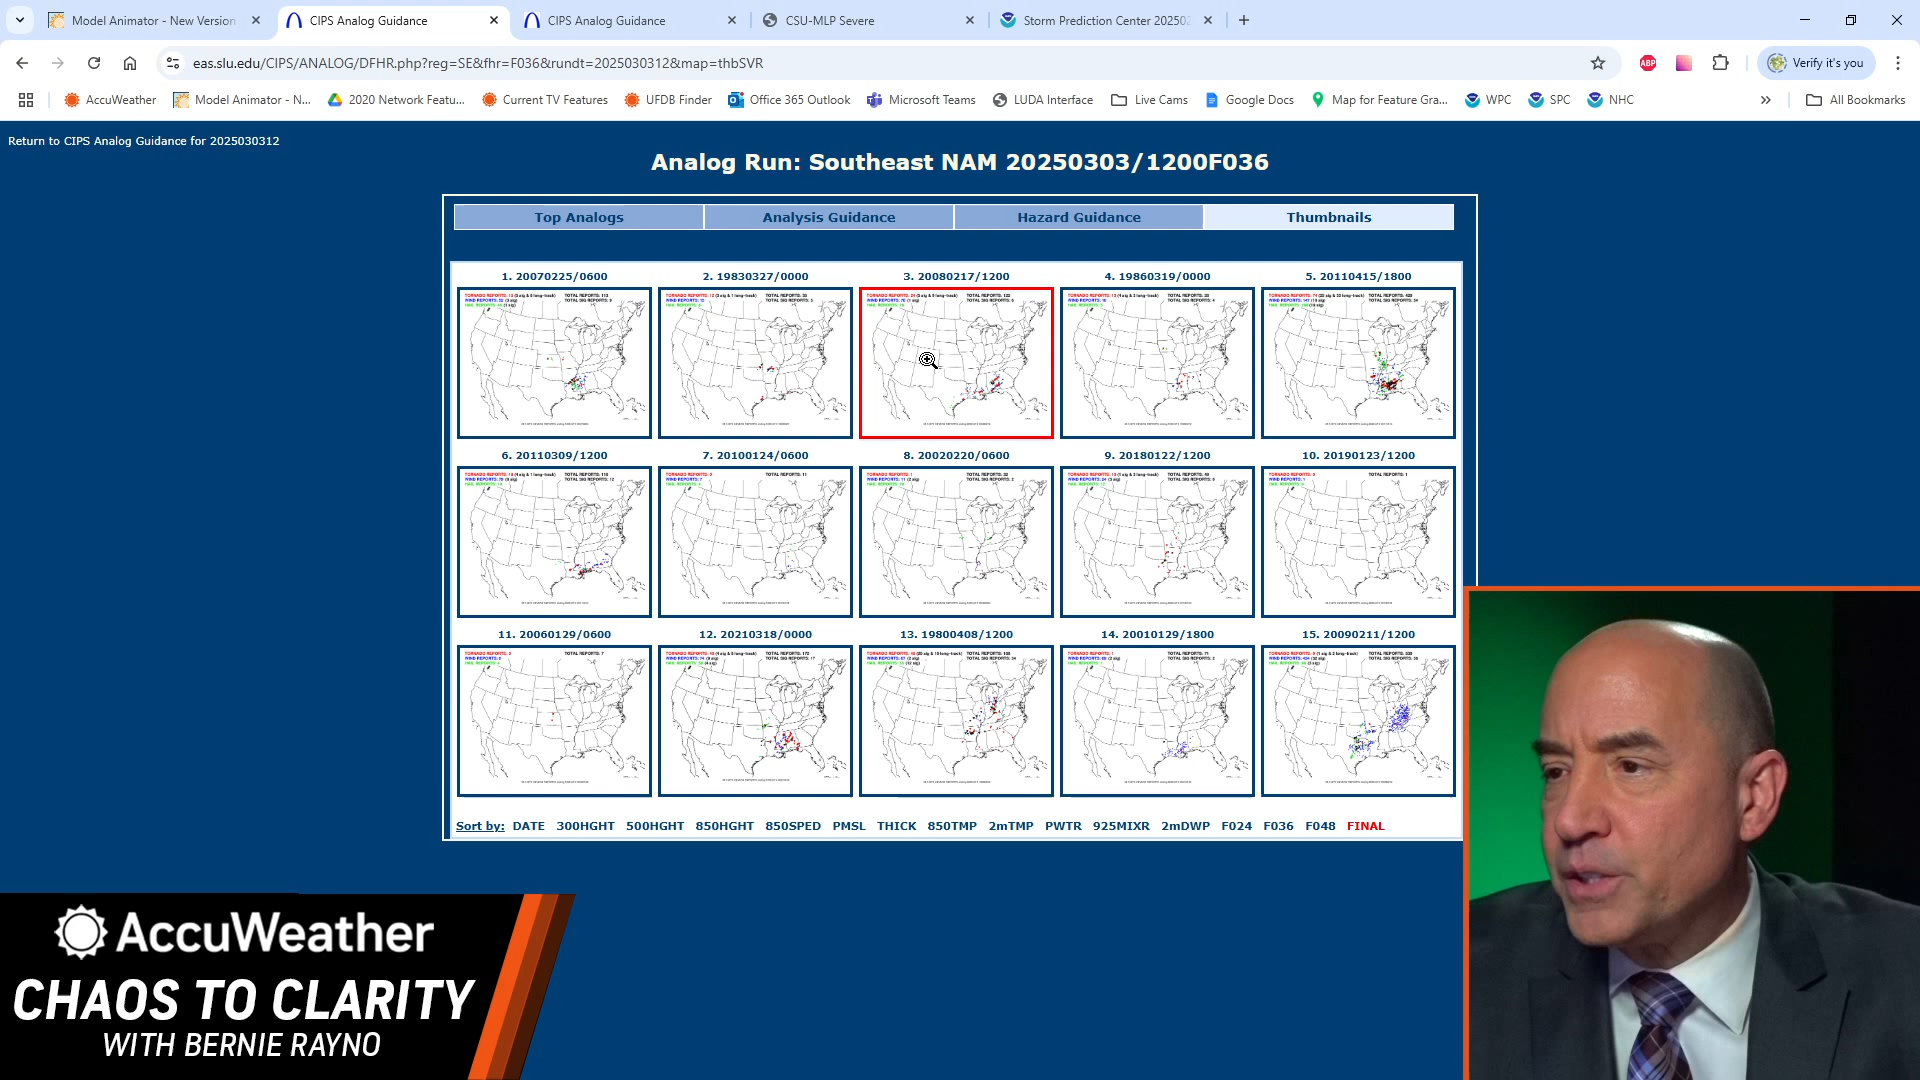 Model Animator - New Version
CIPS Analog Guidance
CIPS Analog Guidance
CSU-MLP Severe
Storm Prediction Center 20250
eas.slu.edu/CIPS/ANALOG/DFHR.php?reg=SE&fhr=F036&rundt=2025030312&map=thbSVR
ABP
Verify it's you
AccuWeather
Model Animator - N...
2020 Network Featu...
Current TV Features
UFDB Finder
Office 365 Outlook
Microsoft Teams
LUDA Interface
Live Cams
Google Docs
Map for Feature Gra...
WPC
SPC
NHC
All Bookmarks
Return to CIPS Analog Guidance for 2025030312
Analog Run: Southeast NAM 20250303/1200F036
Top Analogs
Analysis Guidance
Hazard Guidance
Thumbnails
1. 20070225/0600
2. 19830327/0000
3. 20080217/1200
4. 19860319/0000
5. 20110415/1800
6. 20110309/1200
7. 20100124/0600
8. 20020220/0600
9. 20180122/1200
10. 20190123/1200
11. 20060129/0600
12. 20210318/0000
13. 19800408/1200
14. 20010129/1800
15. 20090211/1200
Sort by: DATE 300HGHT 500HGHT 850HGHT 850SPED PMSL THICK 850TMP 2mTMP PWTR 925MIXR 2mDWP F024 F036 F048 FINAL
AccuWeather
CHAOS TO CLARITY
WITH BERNIE RAYNO